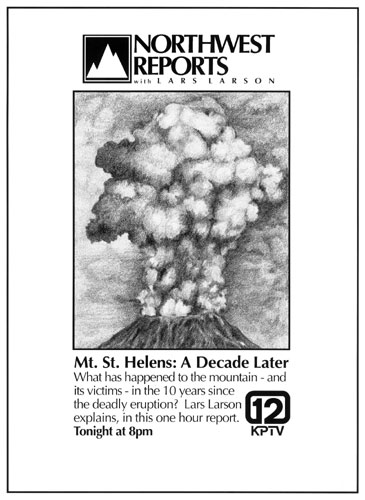 NORTHWEST
REPORTS
with LARS LARSON
Mt. St. Helens: A Decade Later
What has happened to the mountain - and
its victims - in the 10 years since
the deadly eruption? Lars Larson
explains, in this one hour report.
Tonight at 8pm
12
KPTV